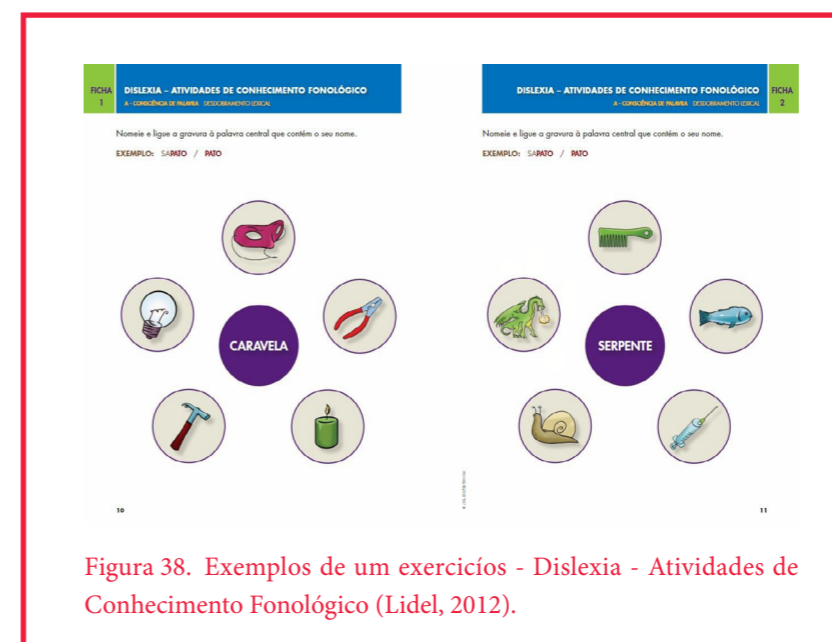 FICHA
1
DISLEXIA – ATIVIDADES DE CONHECIMENTO FONOLÓGICO
A - CONSCIÊNCIA DE PALAVRA DESDOBRAMENTO LEXICAL
Nomeie e ligue a gravura à palavra central que contém o seu nome.
EXEMPLO: SAPATO / PATO
CARAVELA
10
DISLEXIA – ATIVIDADES DE CONHECIMENTO FONOLÓGICO
A - CONSCIÊNCIA DE PALAVRA DESDOBRAMENTO LEXICAL
FICHA
2
Nomeie e ligue a gravura à palavra central que contém o seu nome.
EXEMPLO: SAPATO / PATO
SERPENTE
11
Figura 38. Exemplos de um exercicíos - Dislexia - Atividades de
Conhecimento Fonológico (Lidel, 2012).